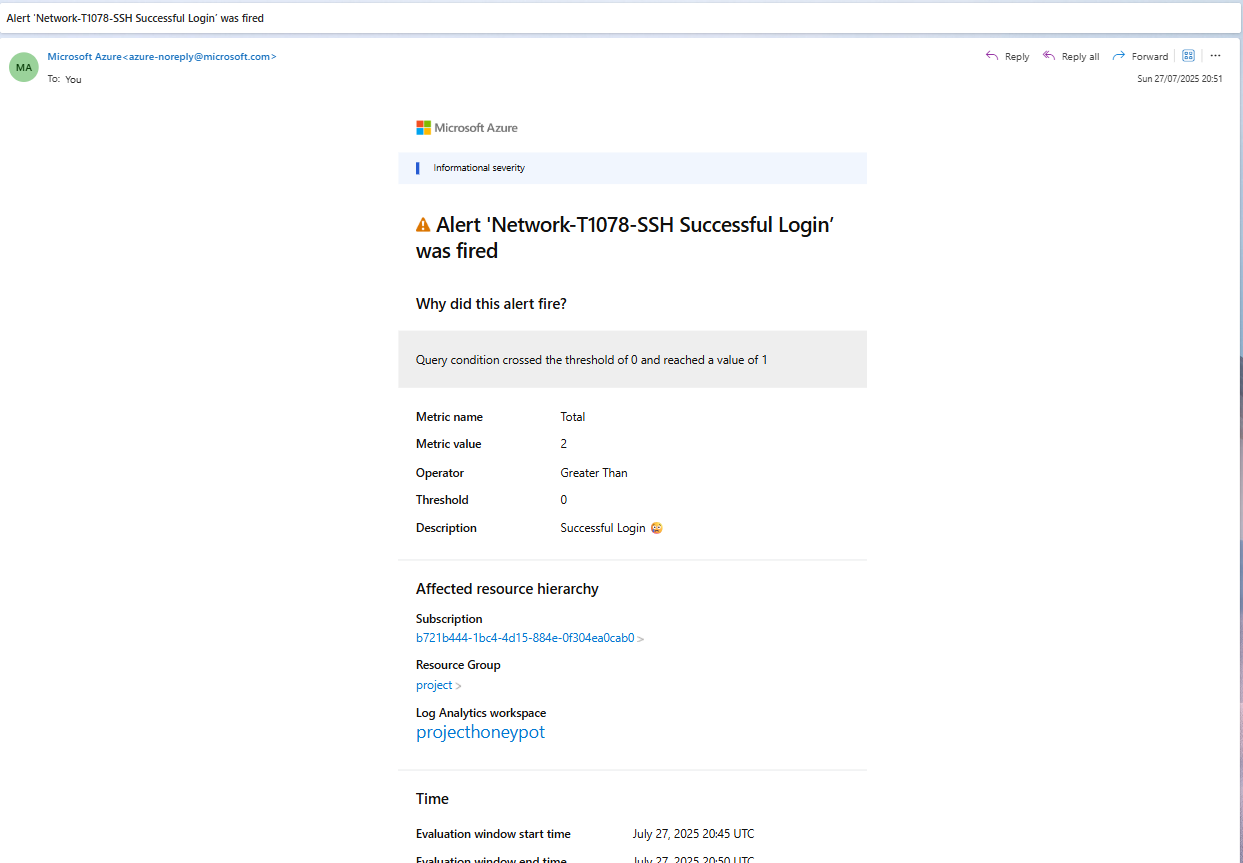 Alert 'Network-T1078-SSH Successful Login' was fired
MA
Microsoft Azure<azure-noreply@microsoft.com>
To: You
Reply
Reply all
Forward
Sun 27/07/2025 20:51
Microsoft Azure
Informational severity
Alert 'Network-T1078-SSH Successful Login’
was fired
Why did this alert fire?
Query condition crossed the threshold of 0 and reached a value of 1
Metric name Total
Metric value 2
Operator Greater Than
Threshold 0
Description Successful Login 😜
Affected resource hierarchy
Subscription
b721b444-1bc4-4d15-884e-0f304ea0cab0 >
Resource Group
project >
Log Analytics workspace
projecthoneypot
Time
Evaluation window start time July 27, 2025 20:45 UTC
Evaluation window end time July 27, 2025 20:50 UTC